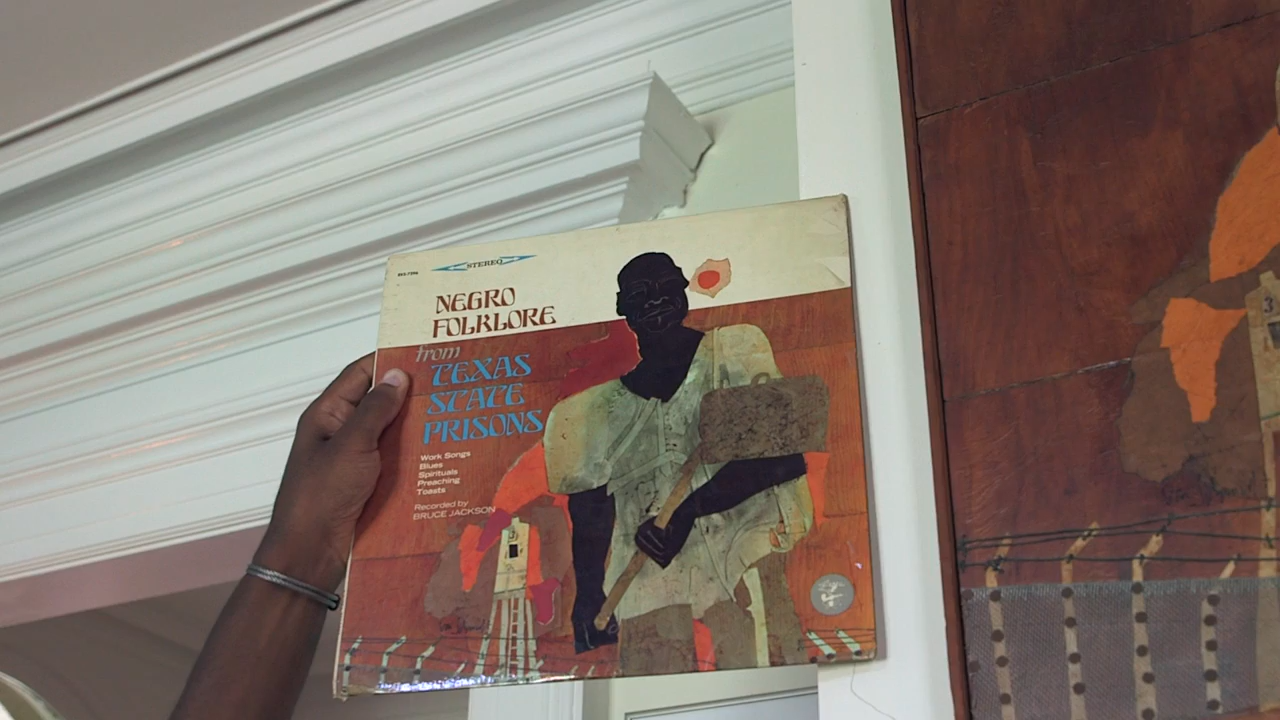 STEREO
NEGRO
FOLKLORE
from
TEXAS
STATE
PRISONS
Work Songs
Blues
Spirituals
Preaching
Toasts
Recorded by
BRUCE JACKSON